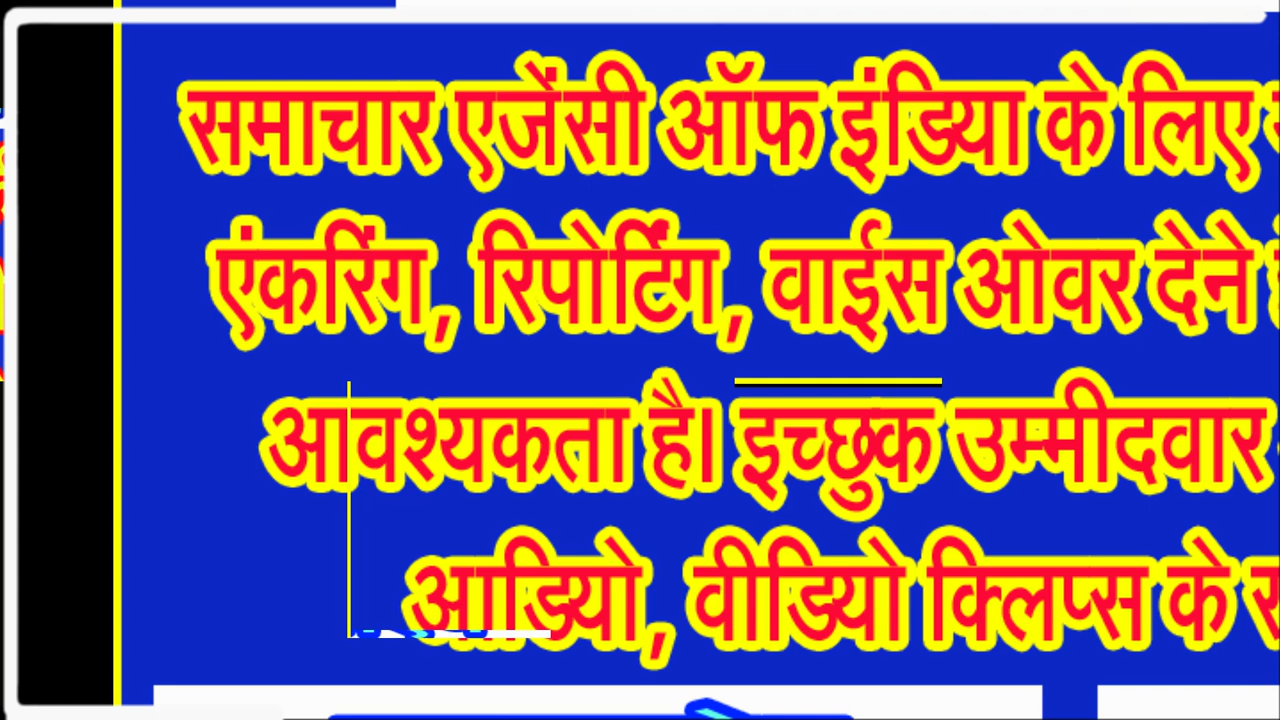 समाचार एजेंसी ऑफ इंडिया के लिए
एंकरिंग, रिपोर्टिंग, वाईस ओवर देने
आवश्यकता है। इच्छुक उम्मीदवार
आडियो, वीडियो क्लिप्स के